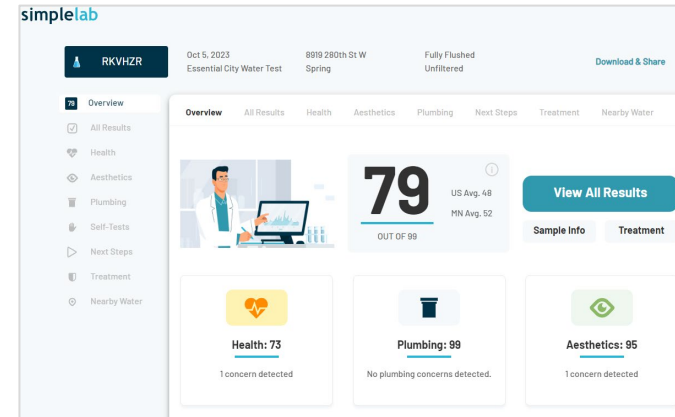 simplelab
RKVHZR
Oct 5, 2023
Essential City Water Test
8919 280th St W
Spring
Fully Flushed
Unfiltered
Download & Share
79 Overview
All Results
Health
Aesthetics
Plumbing
Self-Tests
Next Steps
Treatment
Nearby Water
Overview All Results Health Aesthetics Plumbing Next Steps Treatment Nearby Water
79
OUT OF 99
US Avg. 48
MN Avg. 52
View All Results
Sample Info Treatment
Health: 73
1 concern detected
Plumbing: 99
No plumbing concerns detected.
Aesthetics: 95
1 concern detected